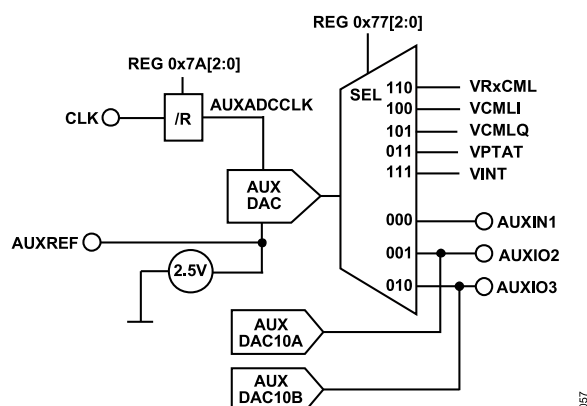 REG 0x77[2:0]
REG 0x7A[2:0]
SEL
110 VRxCML
100 VCMLI
101 VCMLQ
011 VPTAT
111 VINT
CLK
/R
AUXADCCLK
AUX
DAC
000 AUXIN1
AUXREF
001 AUXIO2
2.5V
010 AUXIO3
AUX
DAC10A
AUX
DAC10B
057